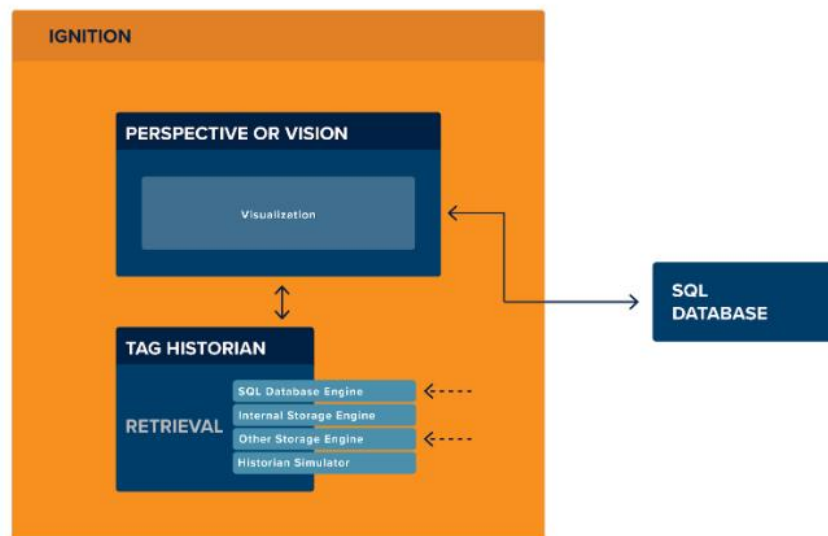 IGNITION
PERSPECTIVE OR VISION
Visualization
SQL
DATABASE
TAG HISTORIAN
RETRIEVAL
SQL Database Engine
Internal Storage Engine
Other Storage Engine
Historian Simulator